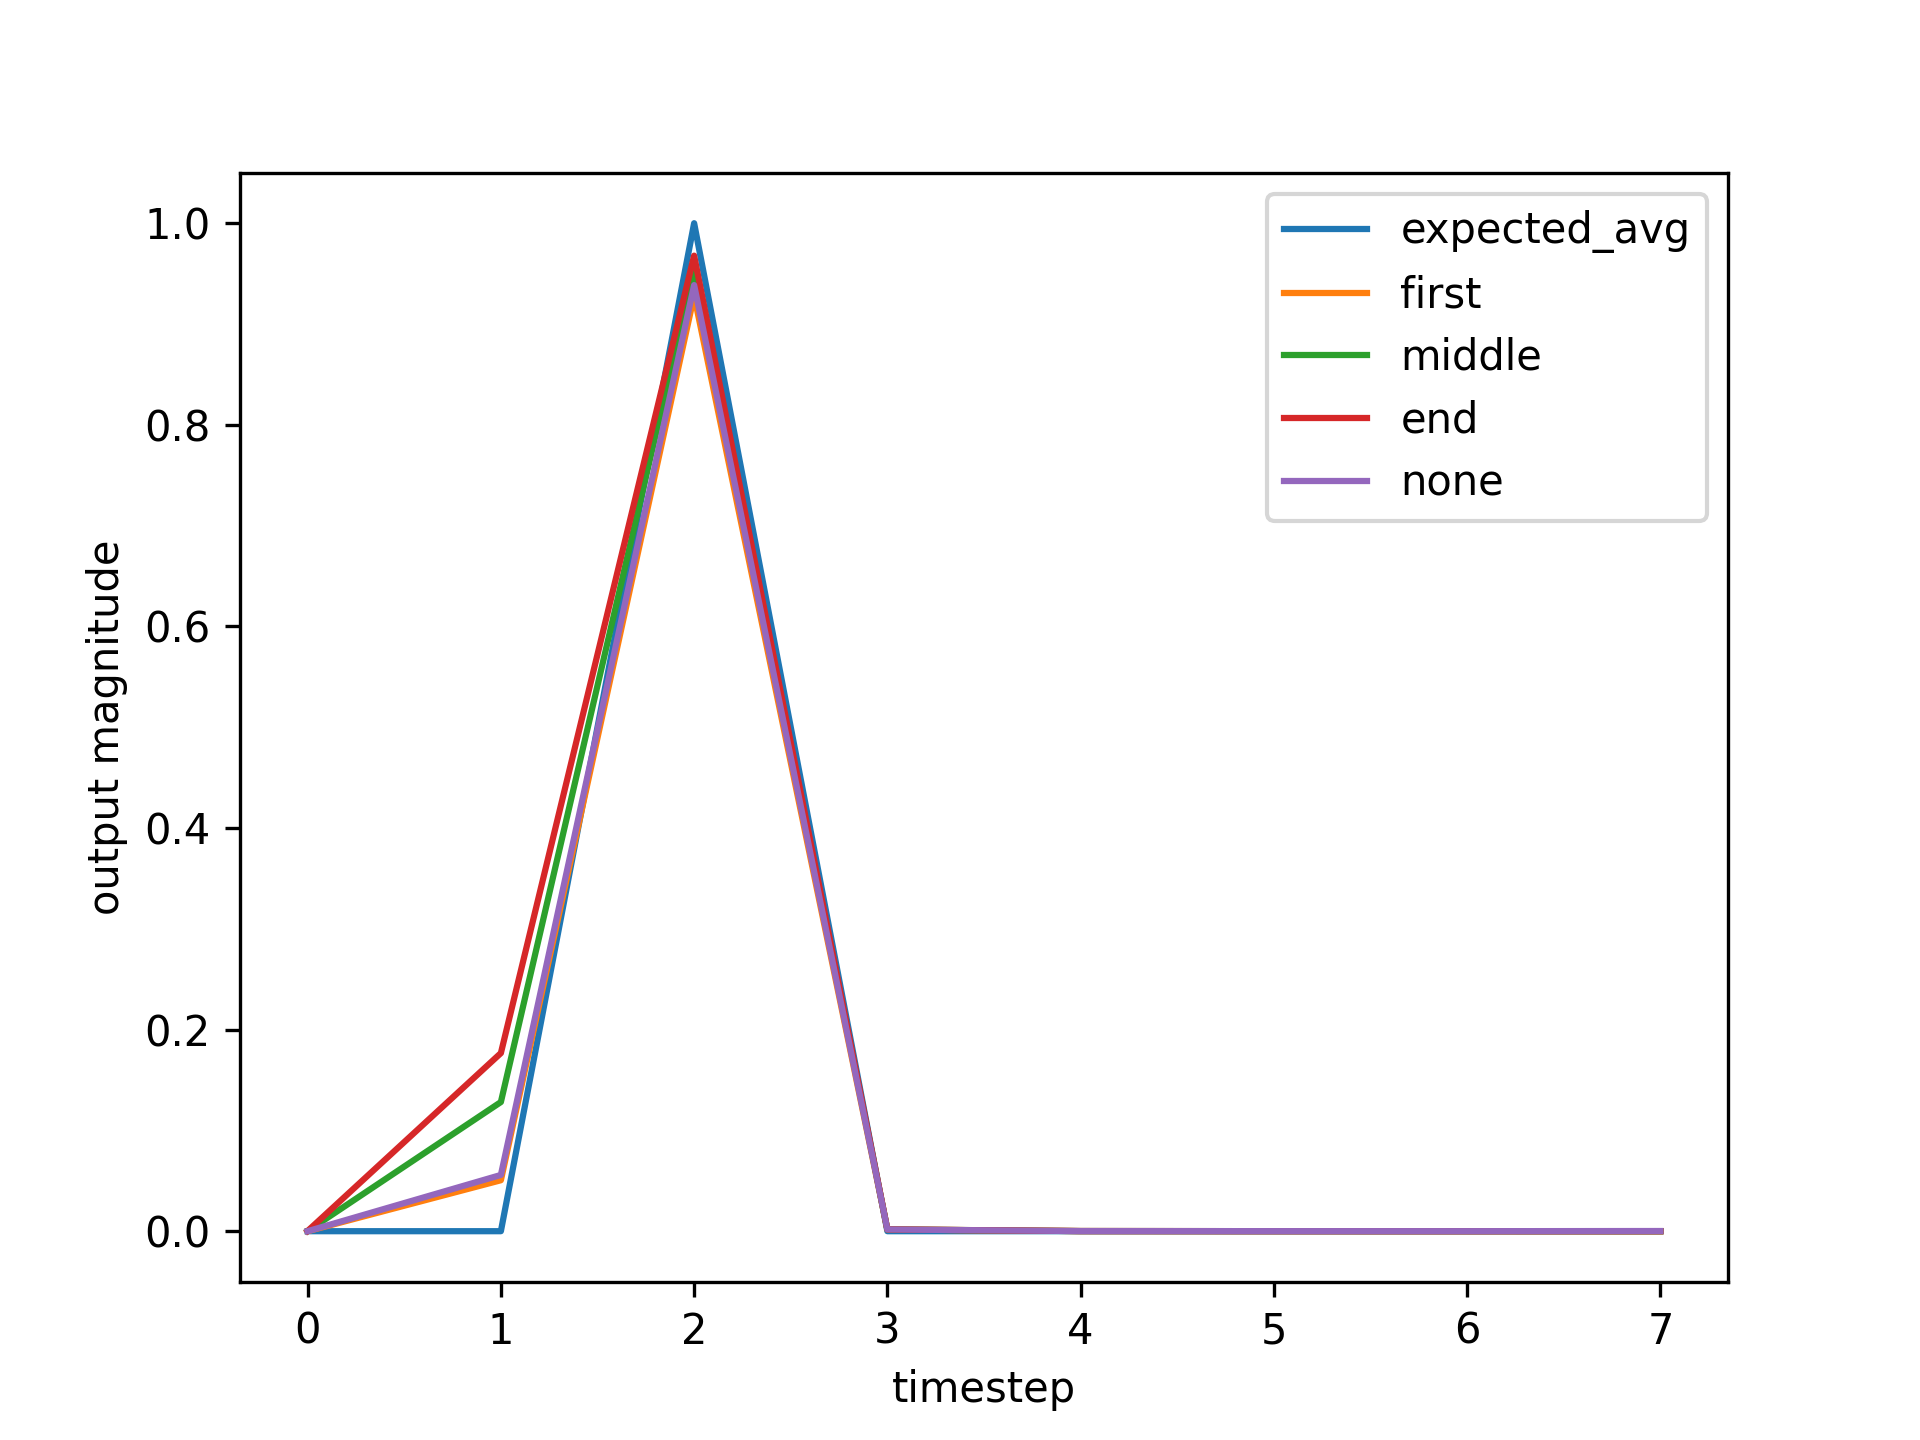 expected_avg
first
middle
end
none
1.0
0.8
0.6
0.4
0.2
0.0
output magnitude
0 1 2 3 4 5 6 7
timestep